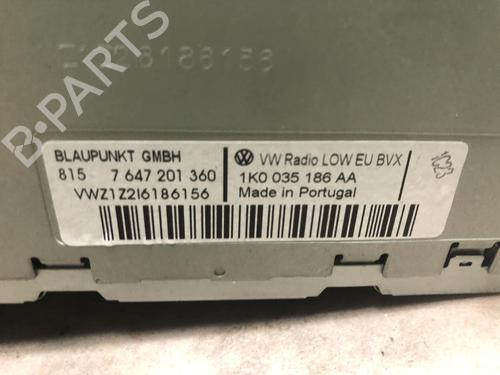 B-PARTS
BLAUPUNKT GMBH
815 7 647 201 360
VWZ1Z2I6186156
VW Radio LOW EU BVX
1K0 035 186 AA
Made in Portugal